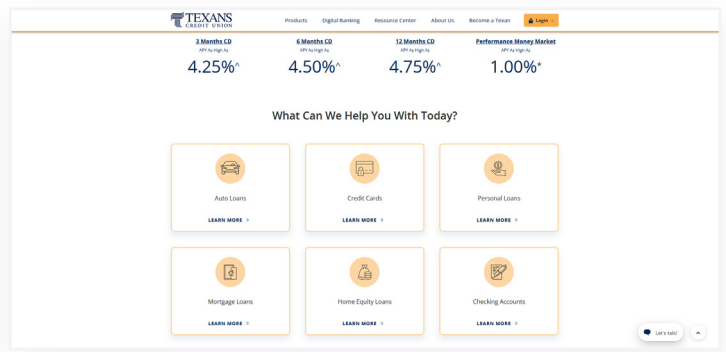 TEXANS
CREDIT UNION
Products Digital Banking Resource Center About Us Become a Texan Login
3 Months CD 6 Months CD 12 Months CD Performance Money Market
APY As High As APY As High As APY As High As APY As High As
4.25%^ 4.50%^ 4.75%^ 1.00%*
What Can We Help You With Today?
Auto Loans Credit Cards Personal Loans
LEARN MORE > LEARN MORE > LEARN MORE >
Mortgage Loans Home Equity Loans Checking Accounts
LEARN MORE > LEARN MORE > LEARN MORE >
Let's talk!